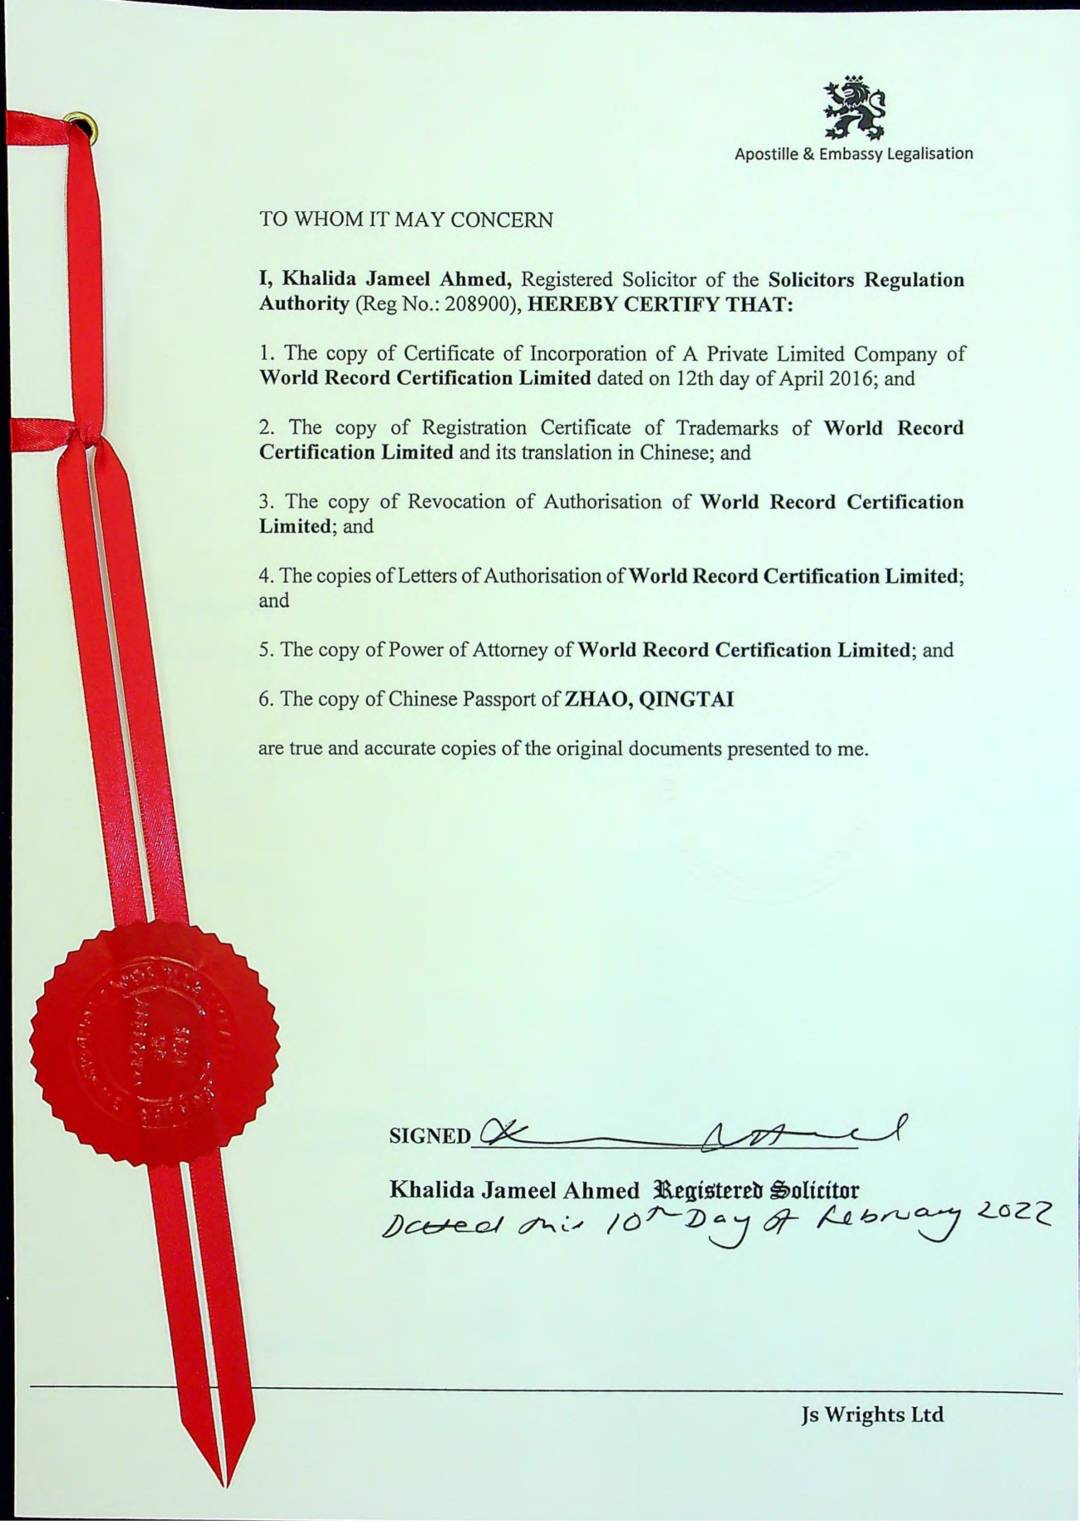 Apostille & Embassy Legalisation
TO WHOM IT MAY CONCERN
I, Khalida Jameel Ahmed, Registered Solicitor of the Solicitors Regulation
Authority (Reg No.: 208900), HEREBY CERTIFY THAT:
1. The copy of Certificate of Incorporation of A Private Limited Company of
World Record Certification Limited dated on 12th day of April 2016; and
2. The copy of Registration Certificate of Trademarks of World Record
Certification Limited and its translation in Chinese; and
3. The copy of Revocation of Authorisation of World Record Certification
Limited; and
4. The copies of Letters of Authorisation of World Record Certification Limited;
and
5. The copy of Power of Attorney of World Record Certification Limited; and
6. The copy of Chinese Passport of ZHAO, QINGTAI
are true and accurate copies of the original documents presented to me.
SIGNED
Khalida Jameel Ahmed Registered Solicitor
Dated this 10th Day of February 2022
Js Wrights Ltd